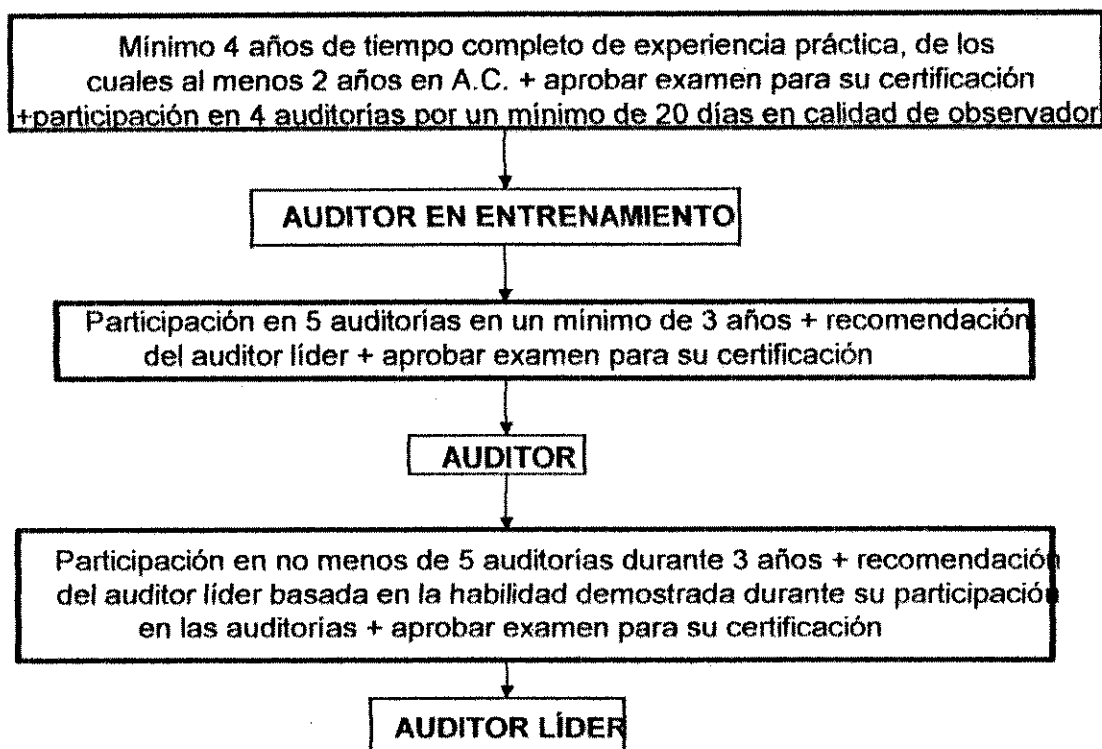 Mínimo 4 años de tiempo completo de experiencia práctica, de los
cuales al menos 2 años en A.C. + aprobar examen para su certificación
+participación en 4 auditorías por un mínimo de 20 días en calidad de observador
AUDITOR EN ENTRENAMIENTO
Participación en 5 auditorías en un mínimo de 3 años + recomendación
del auditor líder + aprobar examen para su certificación
AUDITOR
Participación en no menos de 5 auditorías durante 3 años + recomendación
del auditor líder basada en la habilidad demostrada durante su participación
en las auditorías + aprobar examen para su certificación
AUDITOR LÍDER